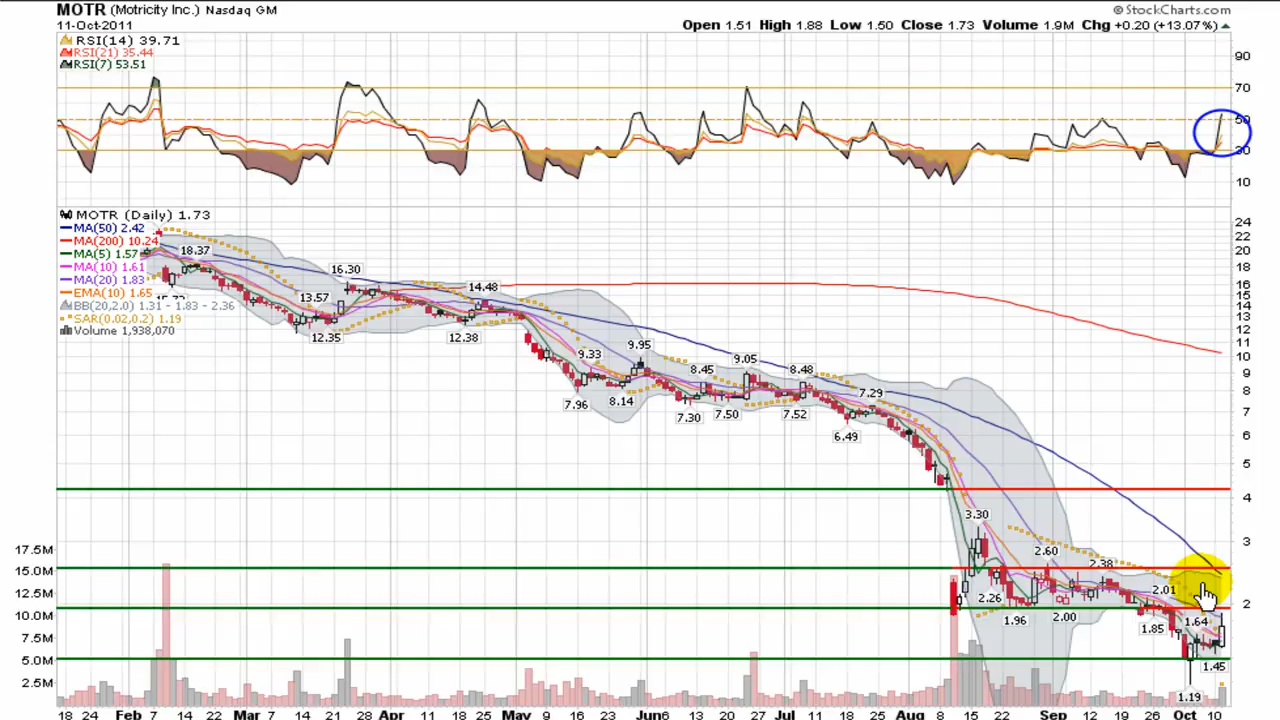 MOTR (Motricity Inc.) Nasdaq GM
© StockCharts.com
11-Oct-2011
Open 1.51 High 1.88 Low 1.50 Close 1.73 Volume 1.9M Chg +0.20 (+13.07%)
RSI(14) 39.71
RSI(21) 35.44
RSI(7) 53.51
90
70
50
30
10
MOTR (Daily) 1.73
MA(50) 2.42
MA(200) 10.24
MA(5) 1.57
MA(10) 1.61
MA(20) 1.83
EMA(10) 1.65
BB(20,2.0) 1.31 - 1.83 - 2.36
SAR(0.02,0.2) 1.19
Volume 1,938,070
24
22
20
18
16
15
14
13
12
11
10
9
8
7
6
5
4
3
2
18.37
13.57
12.35
16.30
14.48
12.38
9.33
7.96
8.14
9.95
8.45
7.30
7.50
9.05
8.48
7.52
7.29
6.49
3.30
2.26
1.96
2.60
2.00
2.38
2.01
1.85
1.64
1.45
1.19
17.5M
15.0M
12.5M
10.0M
7.5M
5.0M
2.5M
18 24 Feb 7 14 22 Mar 7 14 21 28 Apr 11 18 25 May 9 16 23 Jun 6 13 20 27 Jul 11 18 25 Aug 8 15 22 Sep 12 19 26